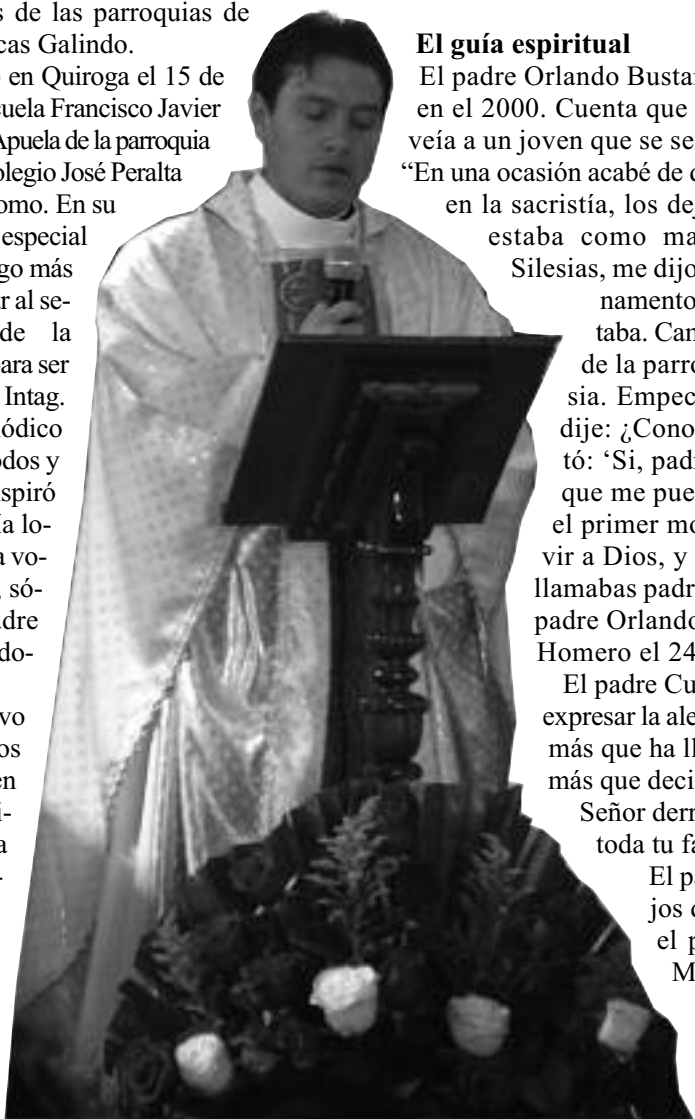 s de las parroquias de
cas Galindo.
en Quiroga el 15 de
cuela Francisco Javier
Apuela de la parroquia
olegio José Peralta
omo. En su
especial
go más
ar al se-
de la
para ser
Intag.
iódico
odos y
spiró
la lo-
a vo-
, só-
adre
do-
vo
os
en
i-
a
-
El guía espiritual
El padre Orlando Bustar
en el 2000. Cuenta que
veía a un joven que se se
“En una ocasión acabé de c
en la sacristía, los dej
estaba como ma
Silesias, me dijo
namento
taba. Can
de la parro
sia. Empec
dije: ¿Cono
tó: ‘Si, padr
que me pue
el primer mo
vir a Dios, y
llamabas padr
padre Orlando
Homero el 24
El padre Cu
expresar la ale
más que ha ll
más que deci
Señor derr
toda tu fa
El pa
jos c
el p
M